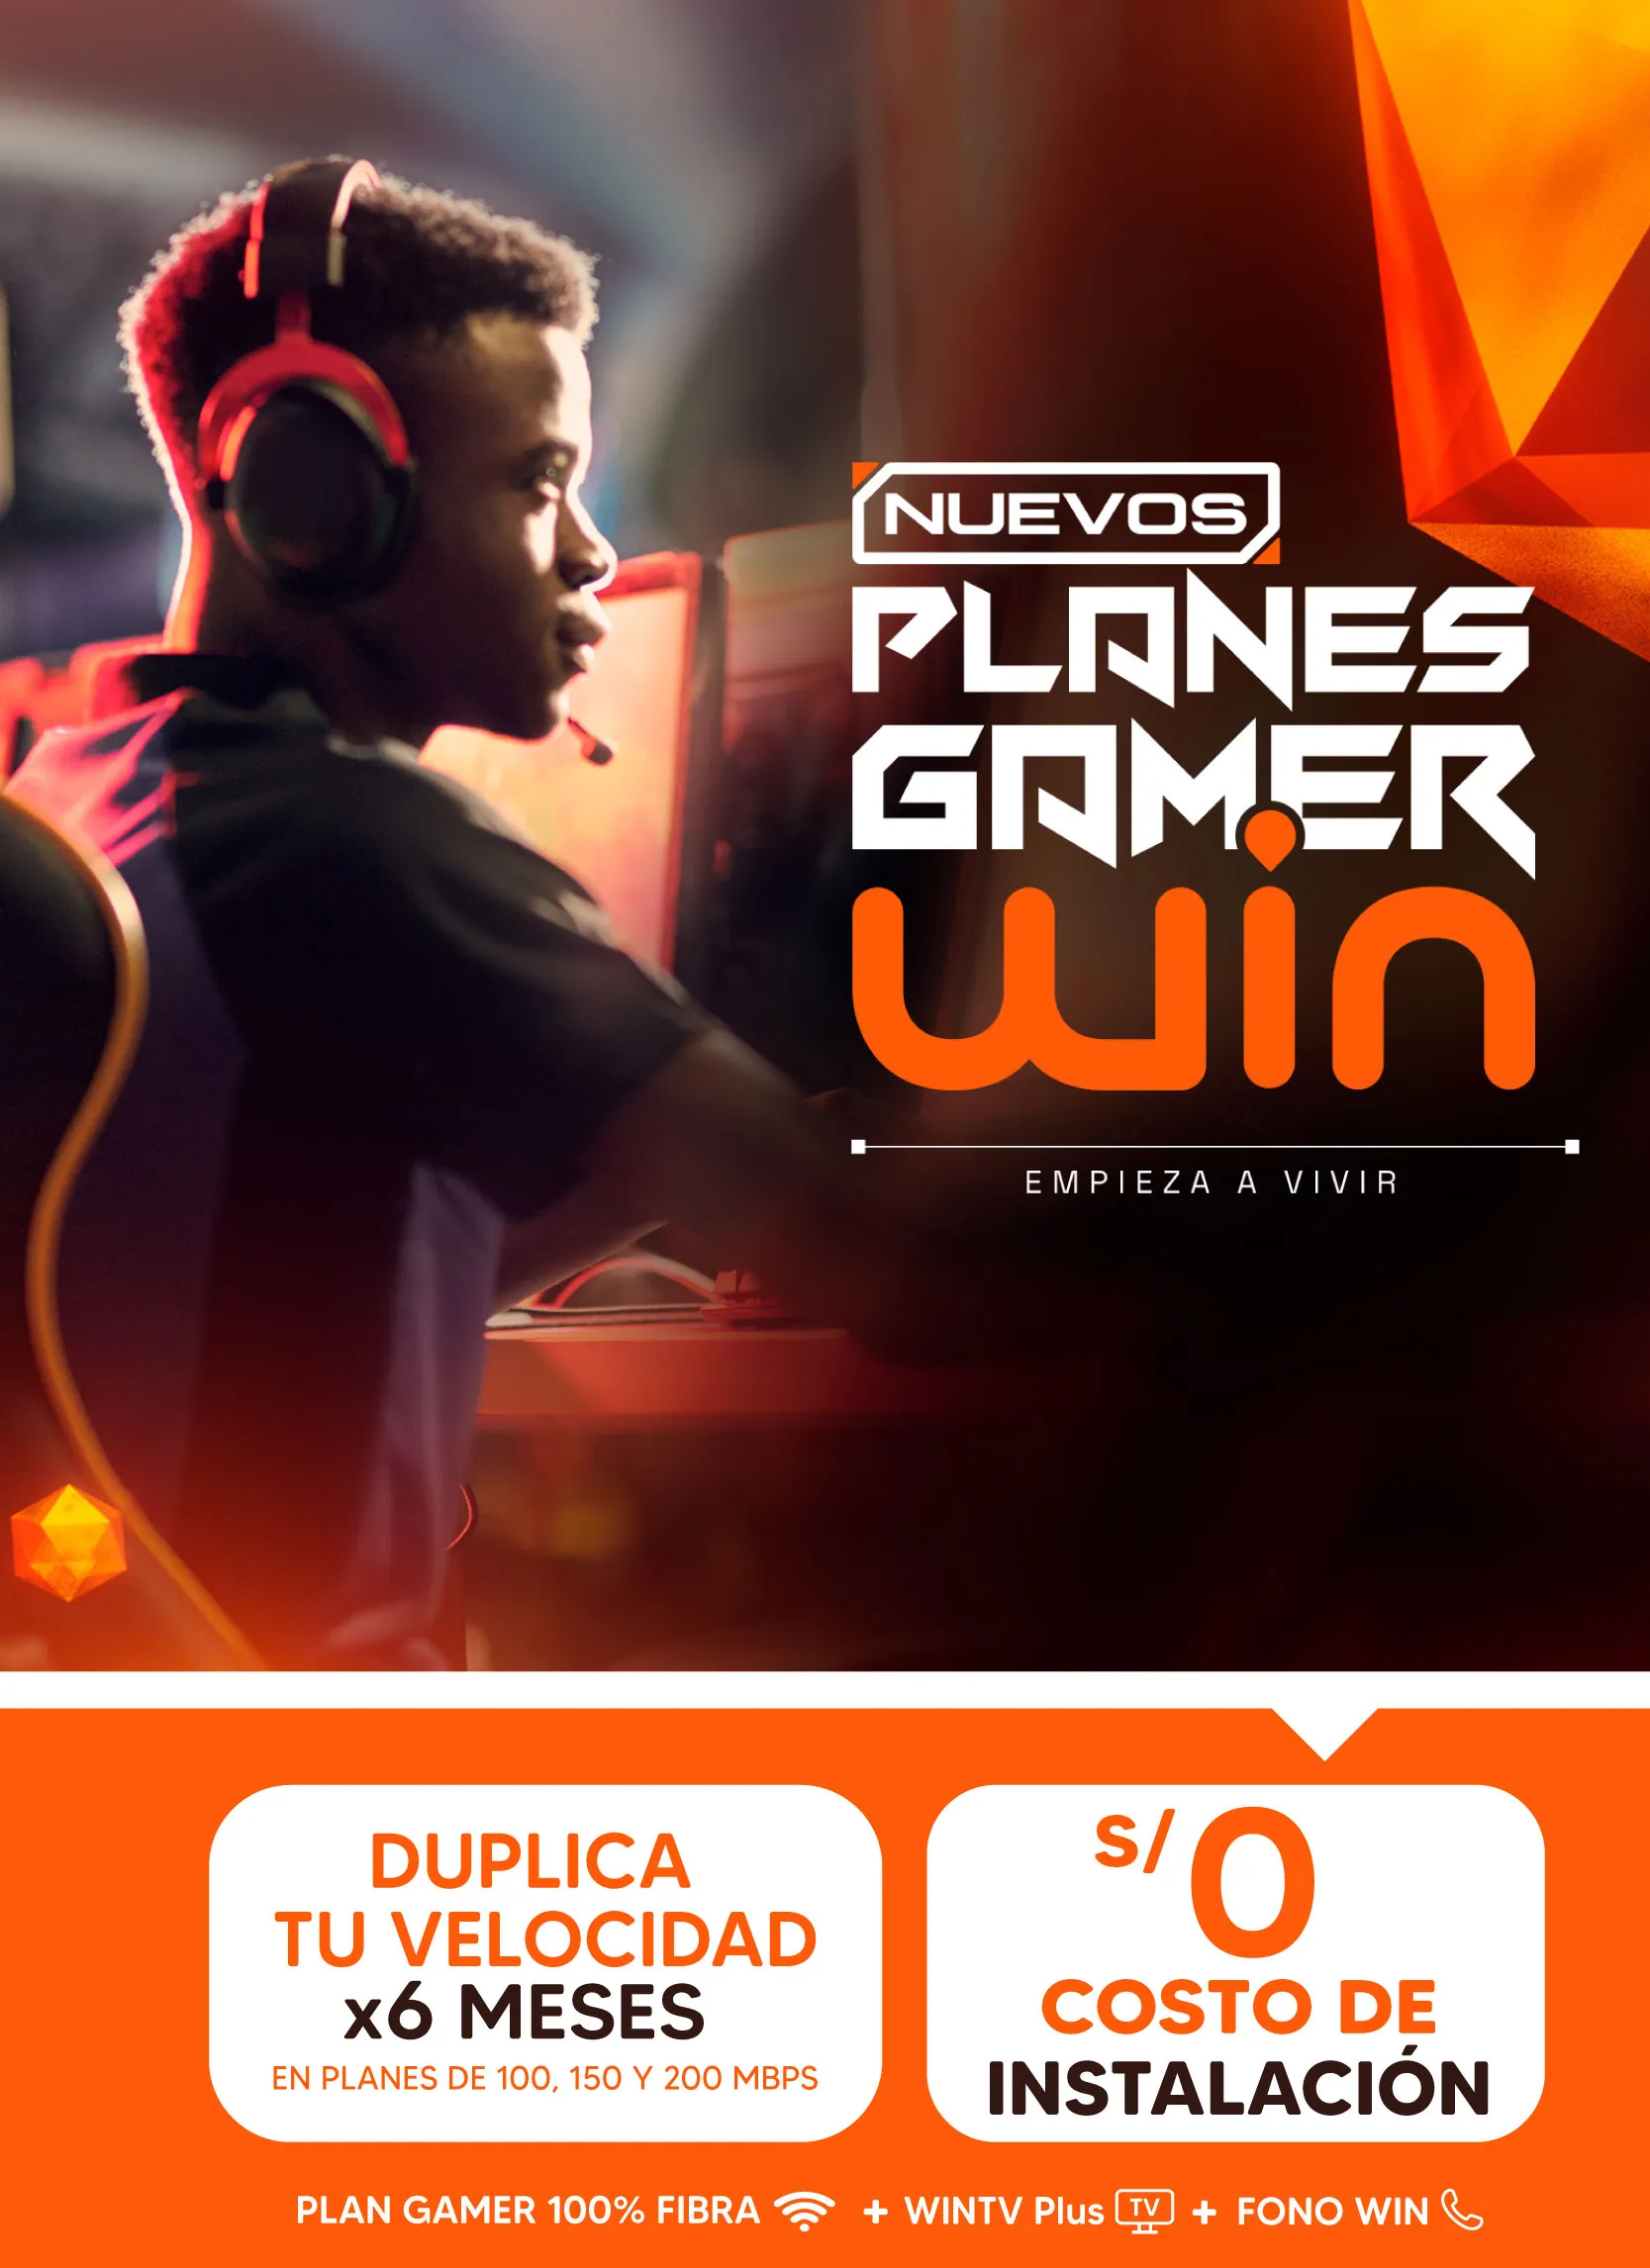 NUEVOS
PLANES
GAMER
win
EMPIEZA A VIVIR
DUPLICA
TU VELOCIDAD
x6 MESES
EN PLANES DE 100, 150 Y 200 MBPS
S/0
COSTO DE
INSTALACIÓN
PLAN GAMER 100% FIBRA + WINTV Plus TV + FONO WIN